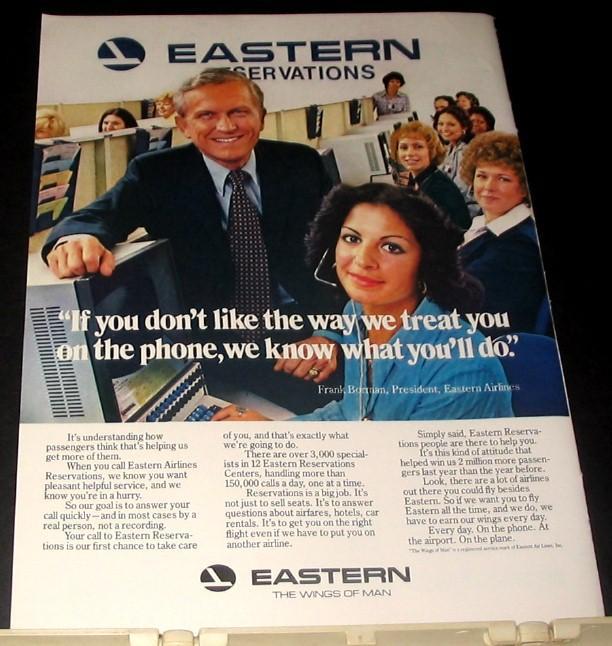 EASTERN
SERVATIONS
“If you don't like the way we treat you
on the phone, we know what you'll do.”
Frank Borman, President, Eastern Airlines
It's understanding how
passengers think that's helping us
get more of them.
When you call Eastern Airlines
Reservations, we know you want
pleasant helpful service, and we
know you're in a hurry.
So our goal is to answer your
call quickly—and in most cases by a
real person, not a recording.
Your call to Eastern Reserva-
tions is our first chance to take care
of you, and that's exactly what
we're going to do.
There are over 3,000 special-
ists in 12 Eastern Reservations
Centers, handling more than
150,000 calls a day, one at a time.
Reservations is a big job. It's
not just to sell seats. It's to answer
questions about airfares, hotels, car
rentals. It's to get you on the right
flight even if we have to put you on
another airline.
Simply said, Eastern Reserva-
tions people are there to help you.
It's this kind of attitude that
helped win us 2 million more passen-
gers last year than the year before.
Look, there are a lot of airlines
out there you could fly besides
Eastern. So if we want you to fly
Eastern all the time, and we do, we
have to earn our wings every day.
Every day. On the phone. At
the airport. On the plane.
"The Wings of Man" is a registered service mark of Eastern Air Lines, Inc.
EASTERN
THE WINGS OF MAN